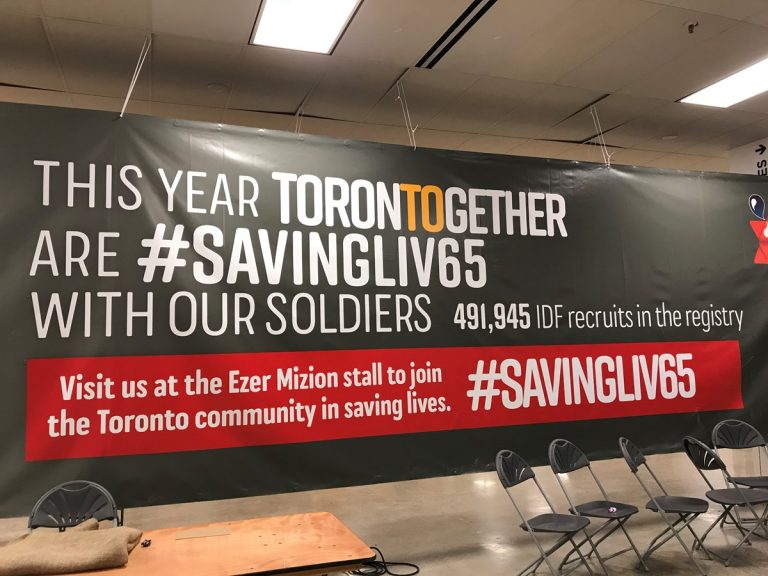 THIS YEAR TORONTOGETHER
ARE #SAVINGLIV65
WITH OUR SOLDIERS 491,945 IDF recruits in the registry
Visit us at the Ezer Mizion stall to join
the Toronto community in saving lives.
#SAVINGLIV65